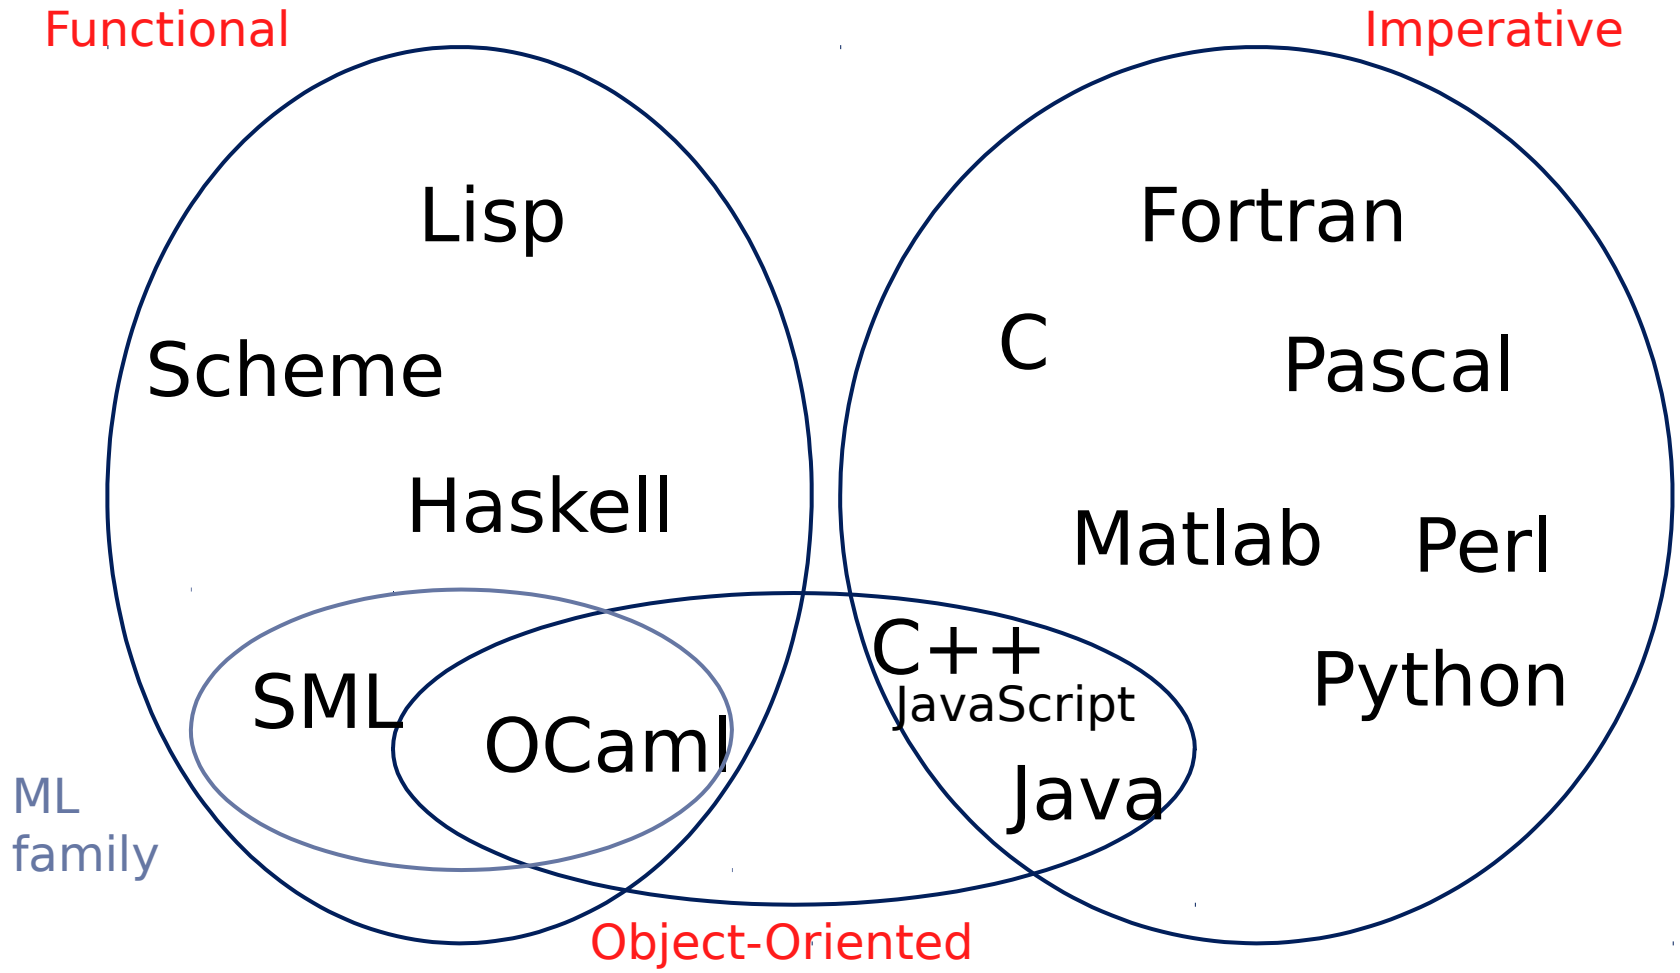 Functional
Imperative
Lisp
Fortran
C
Pascal
Scheme
Haskell
Matlab
Perl
C++
Python
SML
JavaScript
OCaml
Java
ML
family
Object-Oriented